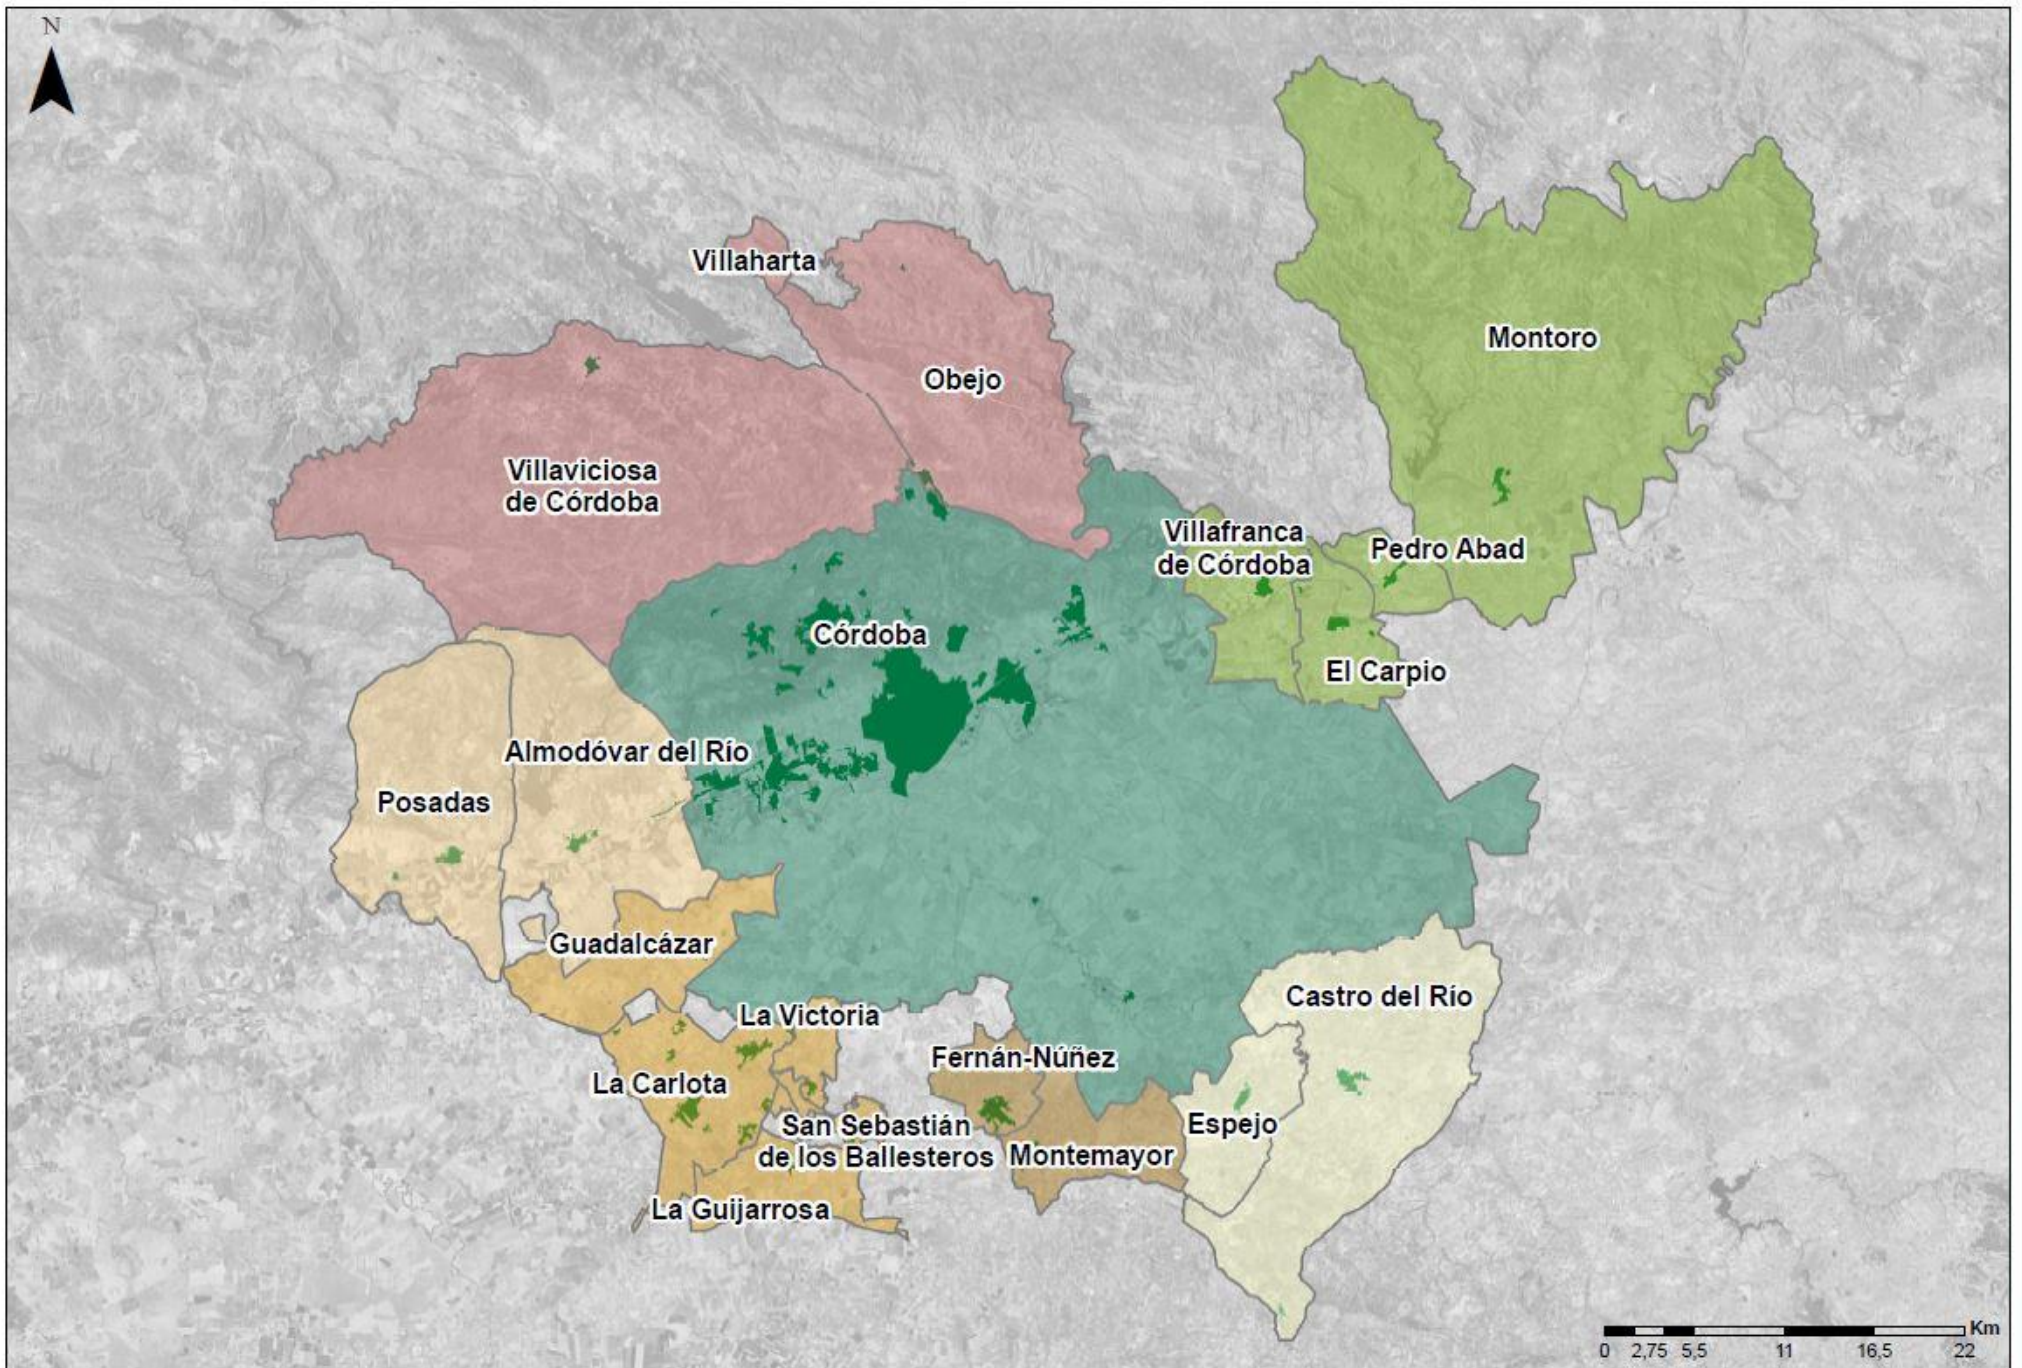 N
Villaharta
Montoro
Obejo
Villaviciosa
de Córdoba
Villafranca
de Córdoba
Pedro Abad
Córdoba
El Carpio
Almodóvar del Río
Posadas
Guadalcázar
Castro del Río
La Victoria
Fernán-Núñez
La Carlota
Espejo
San Sebastián
de los Ballesteros
Montemayor
La Guijarrosa
Km
0 2,75 5,5 11 16,5 22